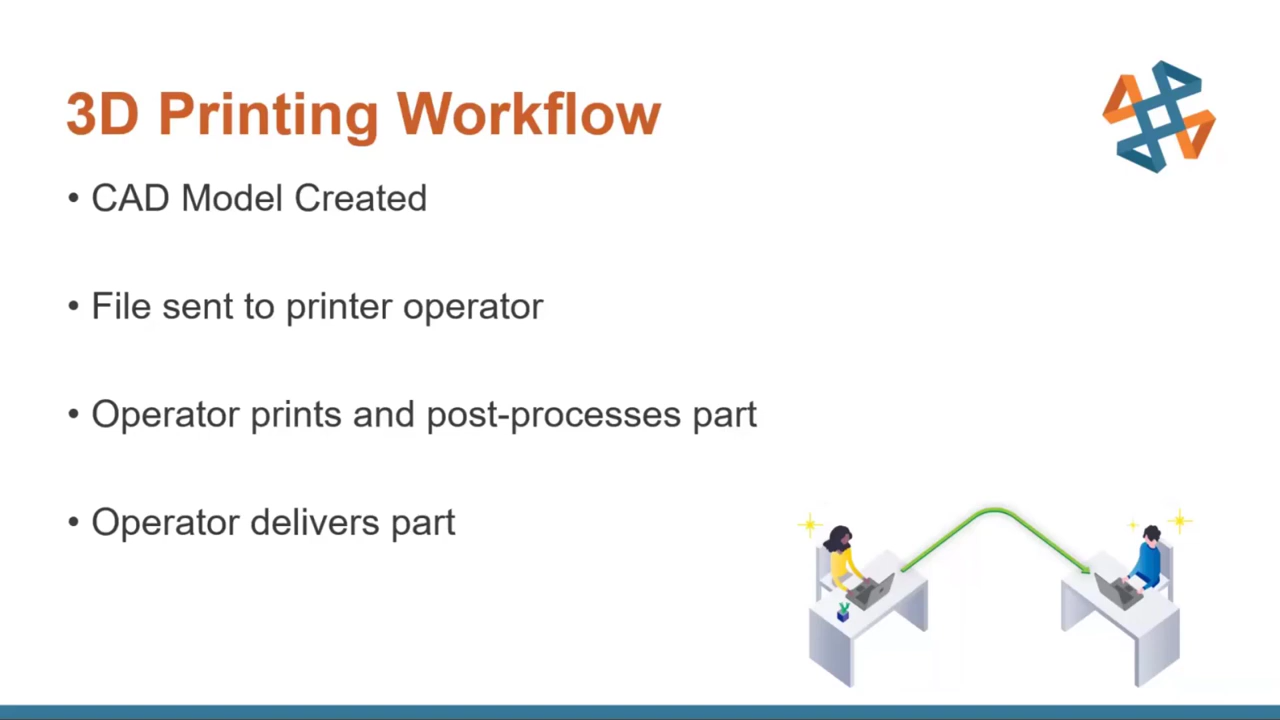 3D Printing Workflow
• CAD Model Created
• File sent to printer operator
• Operator prints and post-processes part
• Operator delivers part